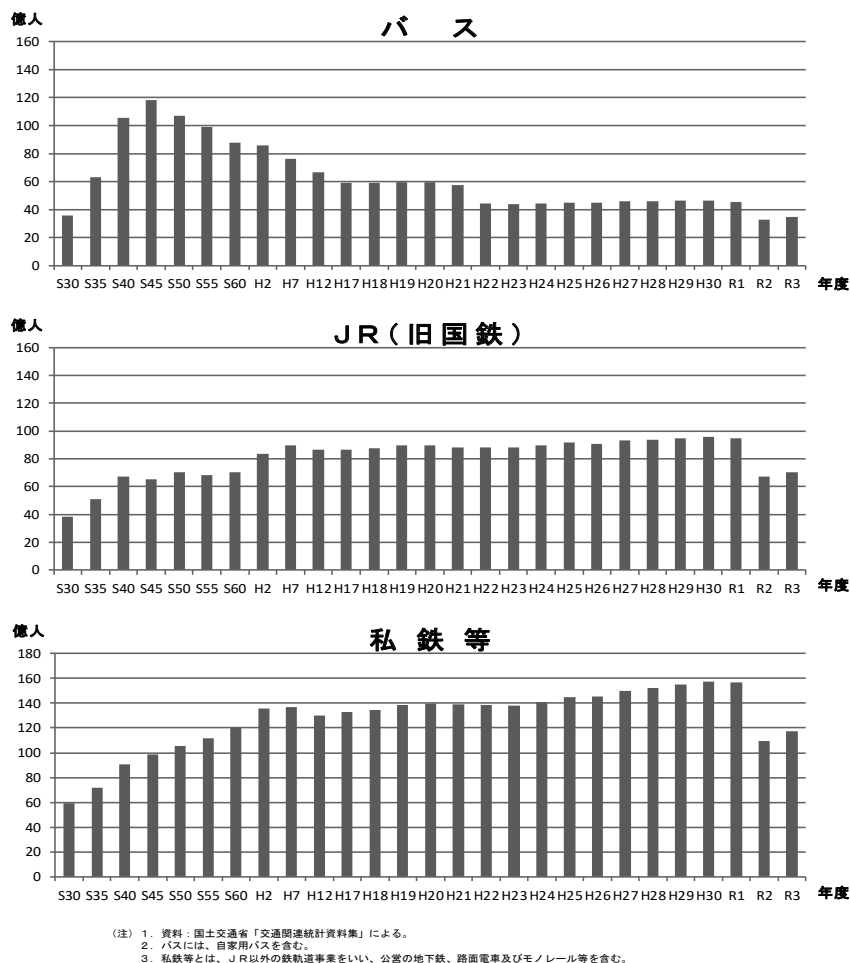 億人
バス
160
140
120
100
80
60
40
20
0
S30 S35 S40 S45 S50 S55 S60 H2 H7 H12 H17 H18 H19 H20 H21 H22 H23 H24 H25 H26 H27 H28 H29 H30 R1 R2 R3 年度
億人
JR(旧国鉄)
160
140
120
100
80
60
40
20
0
S30 S35 S40 S45 S50 S55 S60 H2 H7 H12 H17 H18 H19 H20 H21 H22 H23 H24 H25 H26 H27 H28 H29 H30 R1 R2 R3 年度
億人
私鉄等
180
160
140
120
100
80
60
40
20
0
S30 S35 S40 S45 S50 S55 S60 H2 H7 H12 H17 H18 H19 H20 H21 H22 H23 H24 H25 H26 H27 H28 H29 H30 R1 R2 R3 年度
(注) 1. 資料:国土交通省「交通関連統計資料集」による。
2. バスには、自家用バスを含む。
3. 私鉄等とは、JR以外の鉄軌道事業をいい、公営の地下鉄、路面電車及びモノレール等を含む。